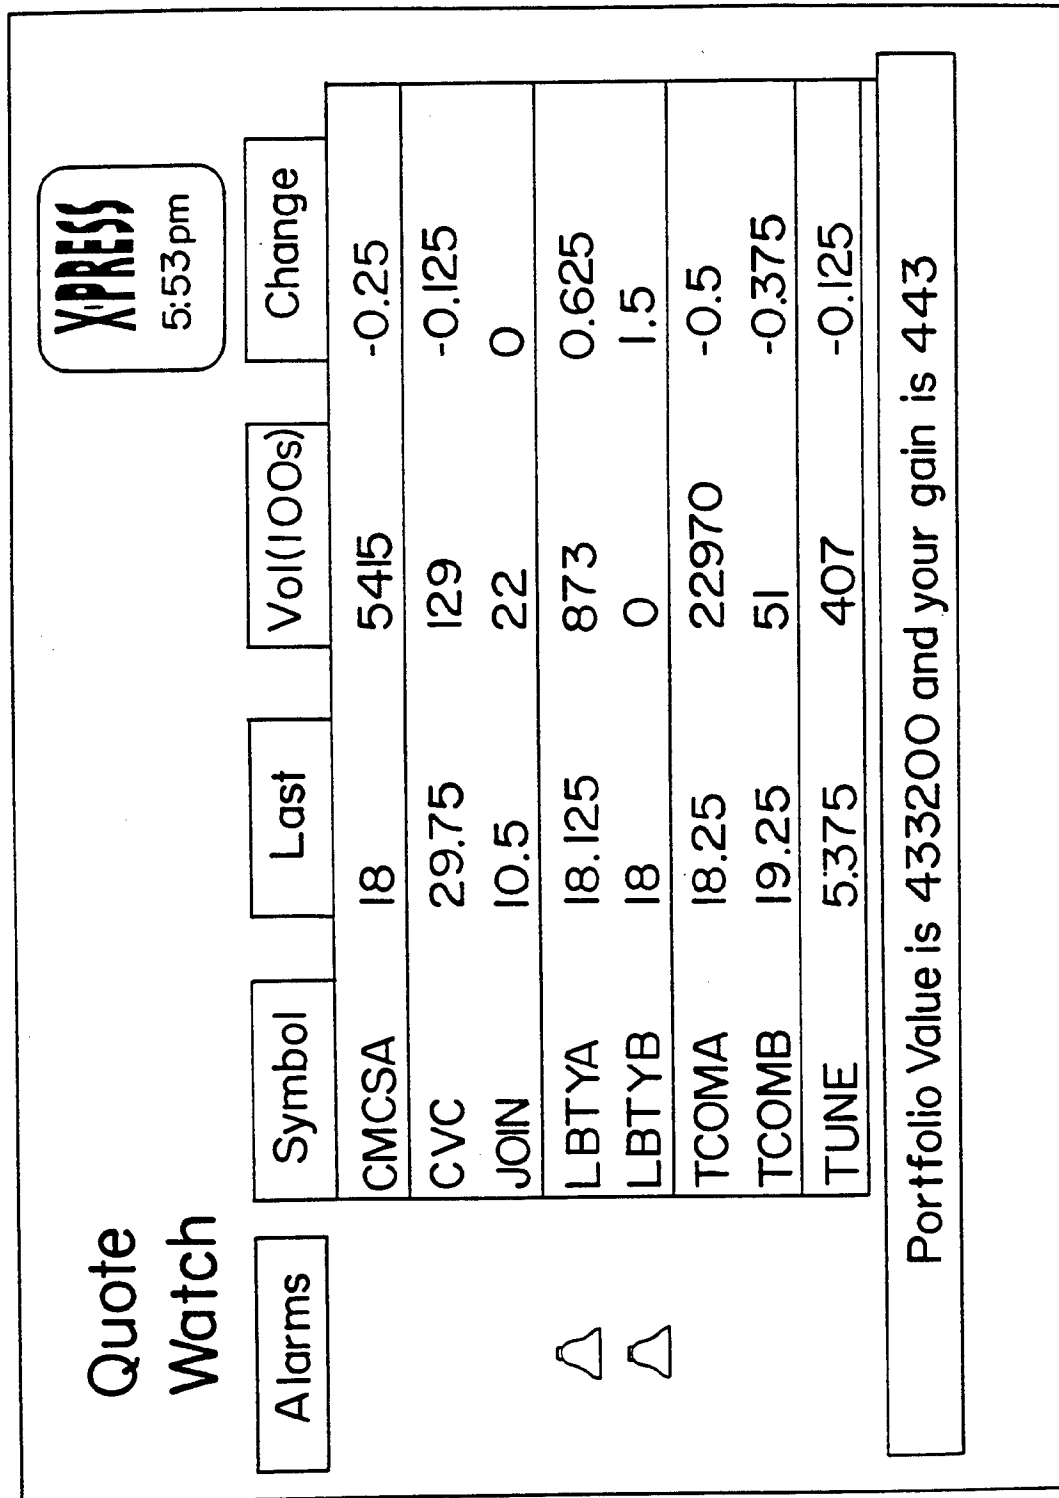 Quote
Watch
X·PRESS
5:53pm
Alarms Symbol Last Vol(100s) Change
CMCSA 18 5415 -0.25
CVC 29.75 129 -0.125
JOIN 10.5 22 0
LBTYA 18.125 873 0.625
LBTYB 18 0 1.5
TCOMA 18.25 22970 -0.5
TCOMB 19.25 51 -0.375
TUNE 5.375 407 -0.125
Portfolio Value is 433200 and your gain is 443